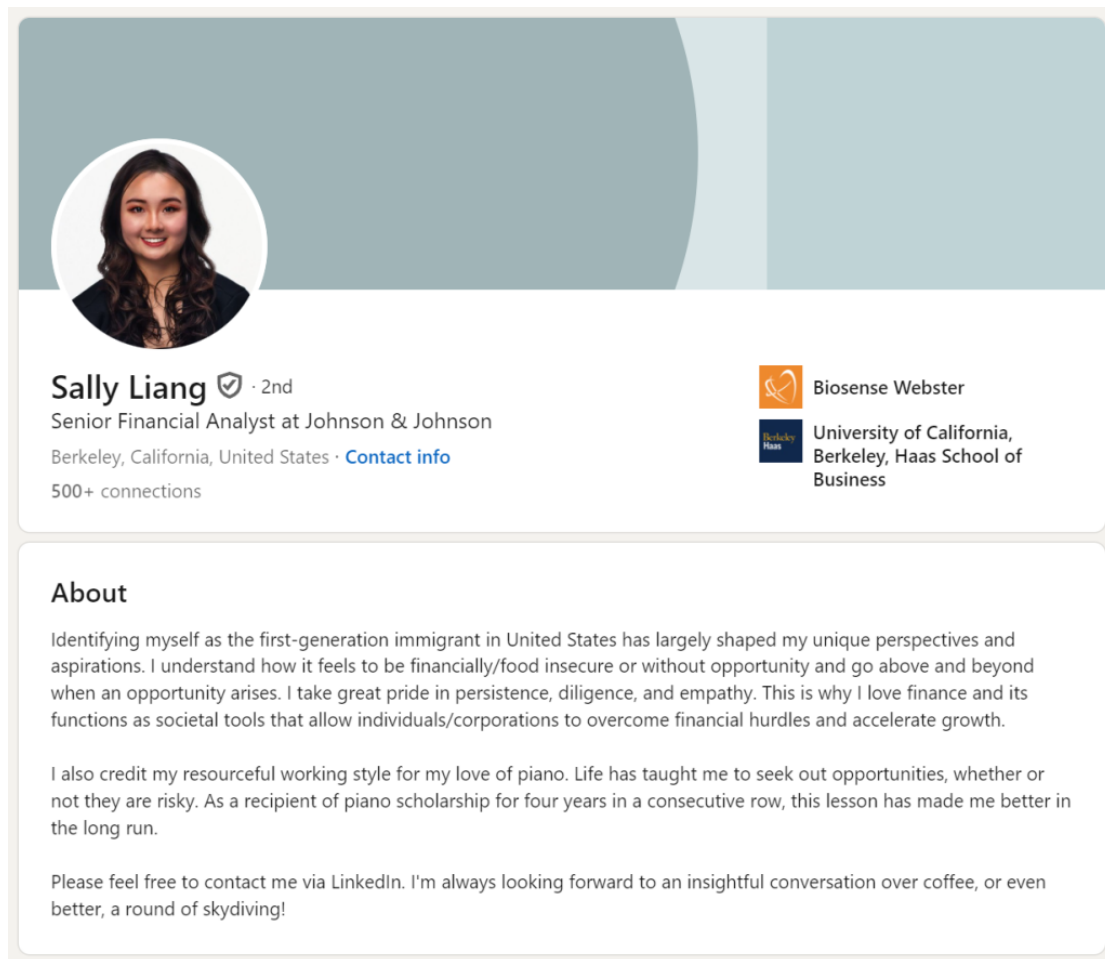 Sally Liang · 2nd
Senior Financial Analyst at Johnson & Johnson
Berkeley, California, United States · Contact info
500+ connections
Biosense Webster
Berkeley
Haas
University of California,
Berkeley, Haas School of
Business
About
Identifying myself as the first-generation immigrant in United States has largely shaped my unique perspectives and
aspirations. I understand how it feels to be financially/food insecure or without opportunity and go above and beyond
when an opportunity arises. I take great pride in persistence, diligence, and empathy. This is why I love finance and its
functions as societal tools that allow individuals/corporations to overcome financial hurdles and accelerate growth.
I also credit my resourceful working style for my love of piano. Life has taught me to seek out opportunities, whether or
not they are risky. As a recipient of piano scholarship for four years in a consecutive row, this lesson has made me better in
the long run.
Please feel free to contact me via LinkedIn. I'm always looking forward to an insightful conversation over coffee, or even
better, a round of skydiving!